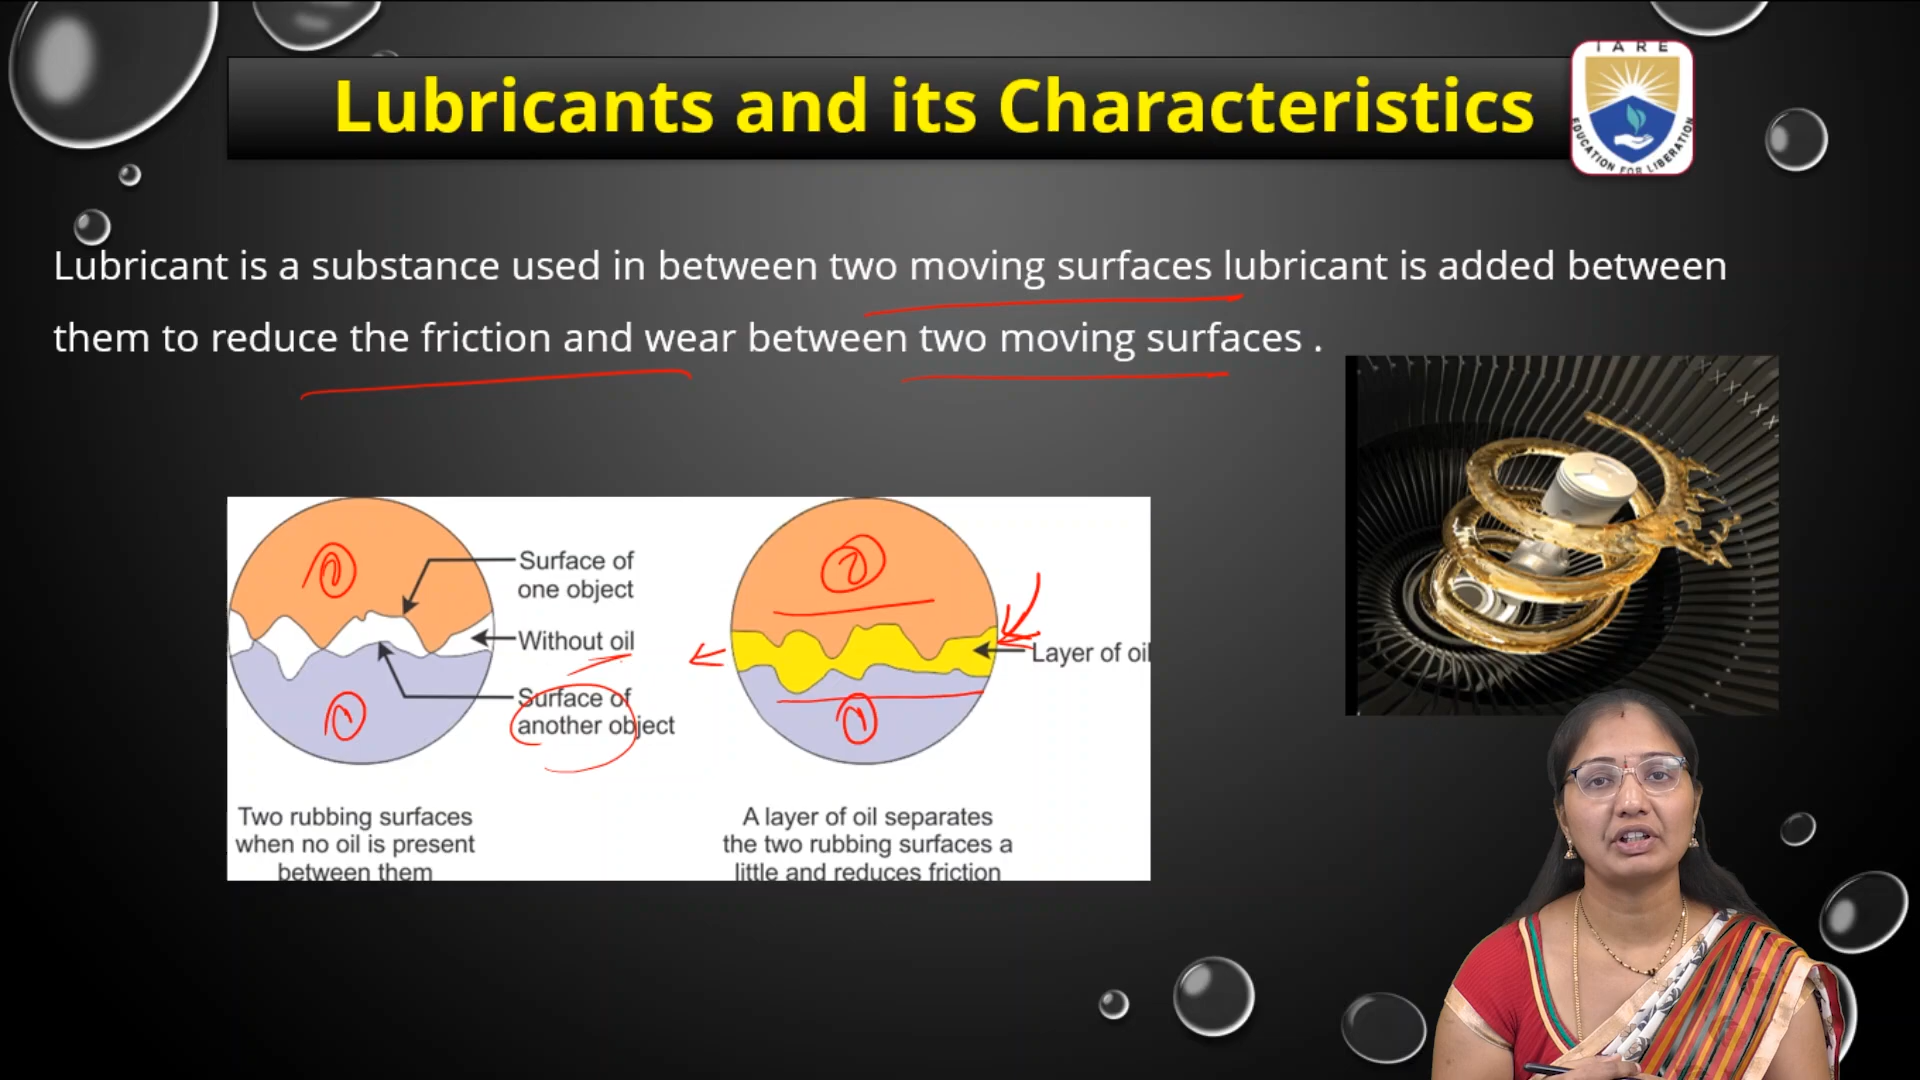 Lubricants and its Characteristics
IARE
EDUCATION FOR LIBERATION
Lubricant is a substance used in between two moving surfaces lubricant is added between
them to reduce the friction and wear between two moving surfaces .
Surface of
one object
Without oil
Surface of
another object
Layer of oil
2
1
Two rubbing surfaces
when no oil is present
between them
A layer of oil separates
the two rubbing surfaces a
little and reduces friction